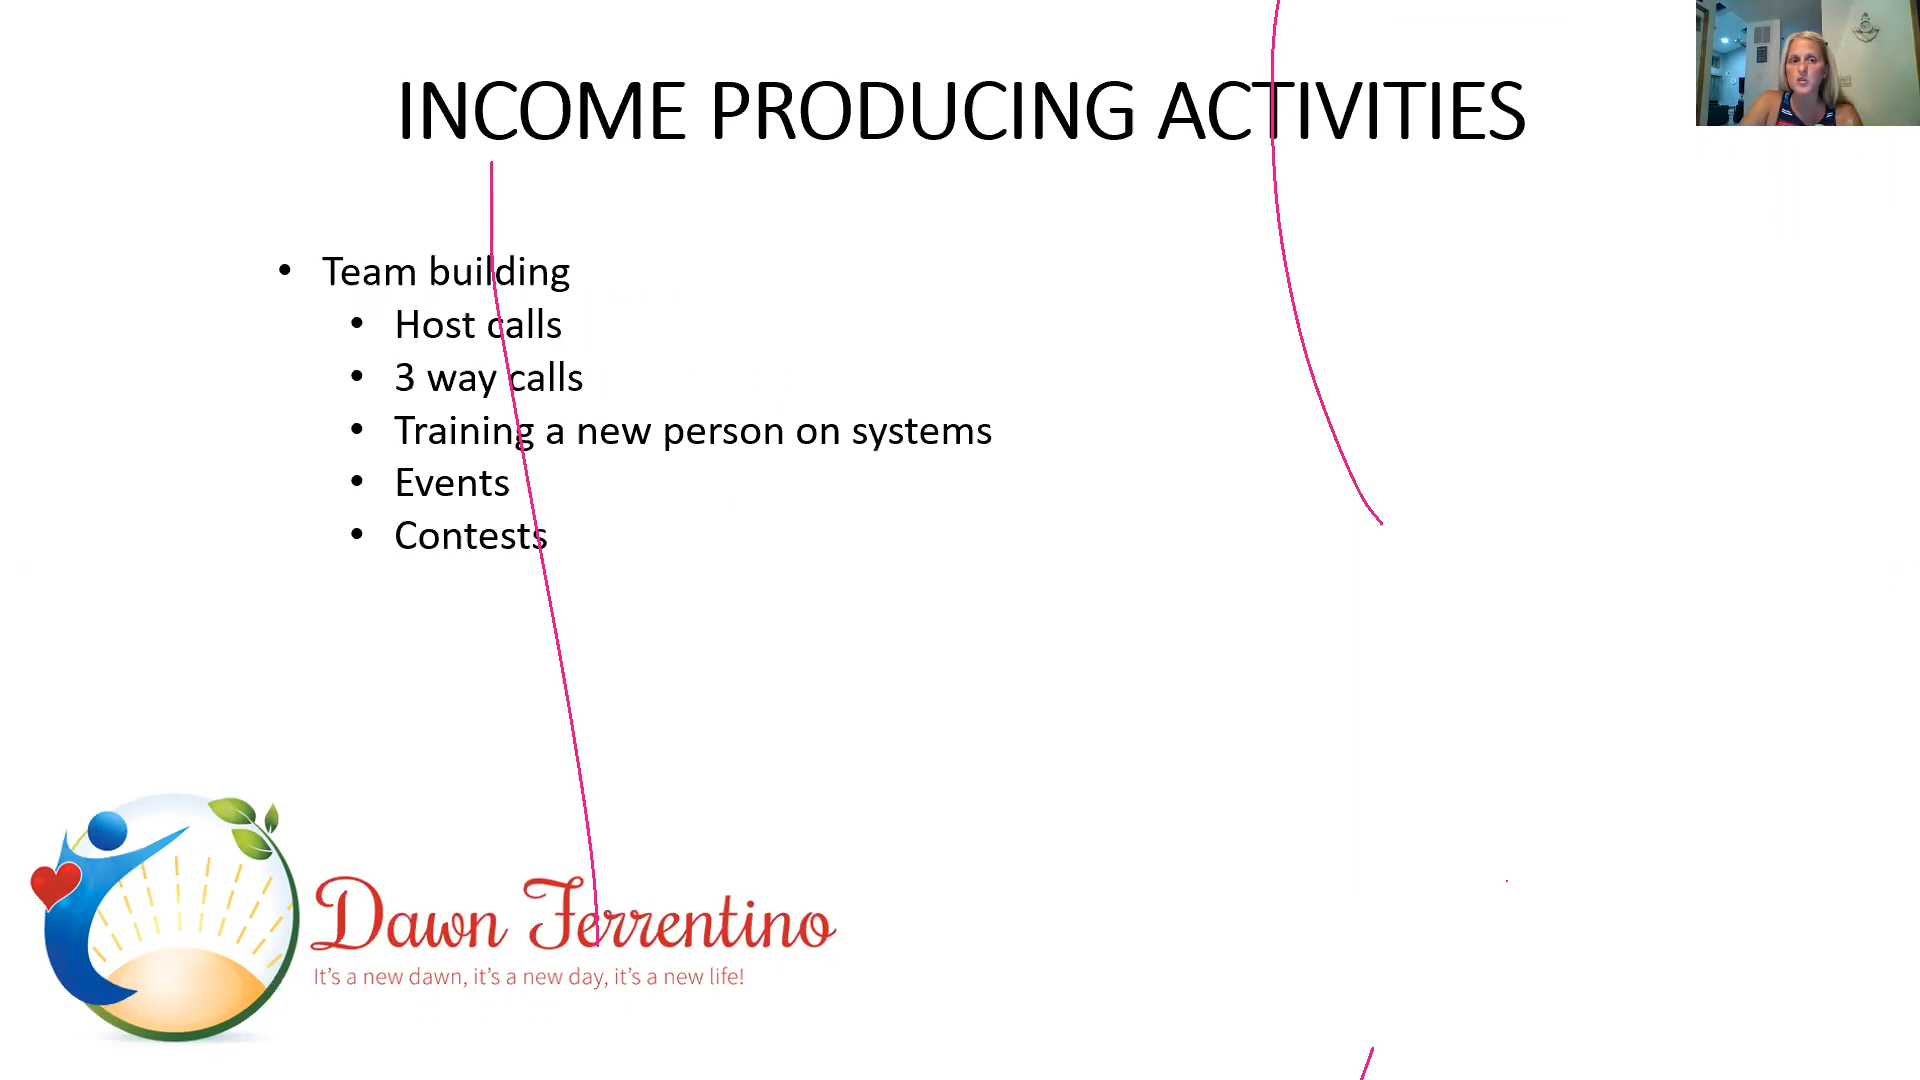 INCOME PRODUCING ACTIVITIES
• Team building
• Host calls
• 3 way calls
• Training a new person on systems
• Events
• Contests
Dawn Ferrentino
It's a new dawn, it's a new day, it's a new life!